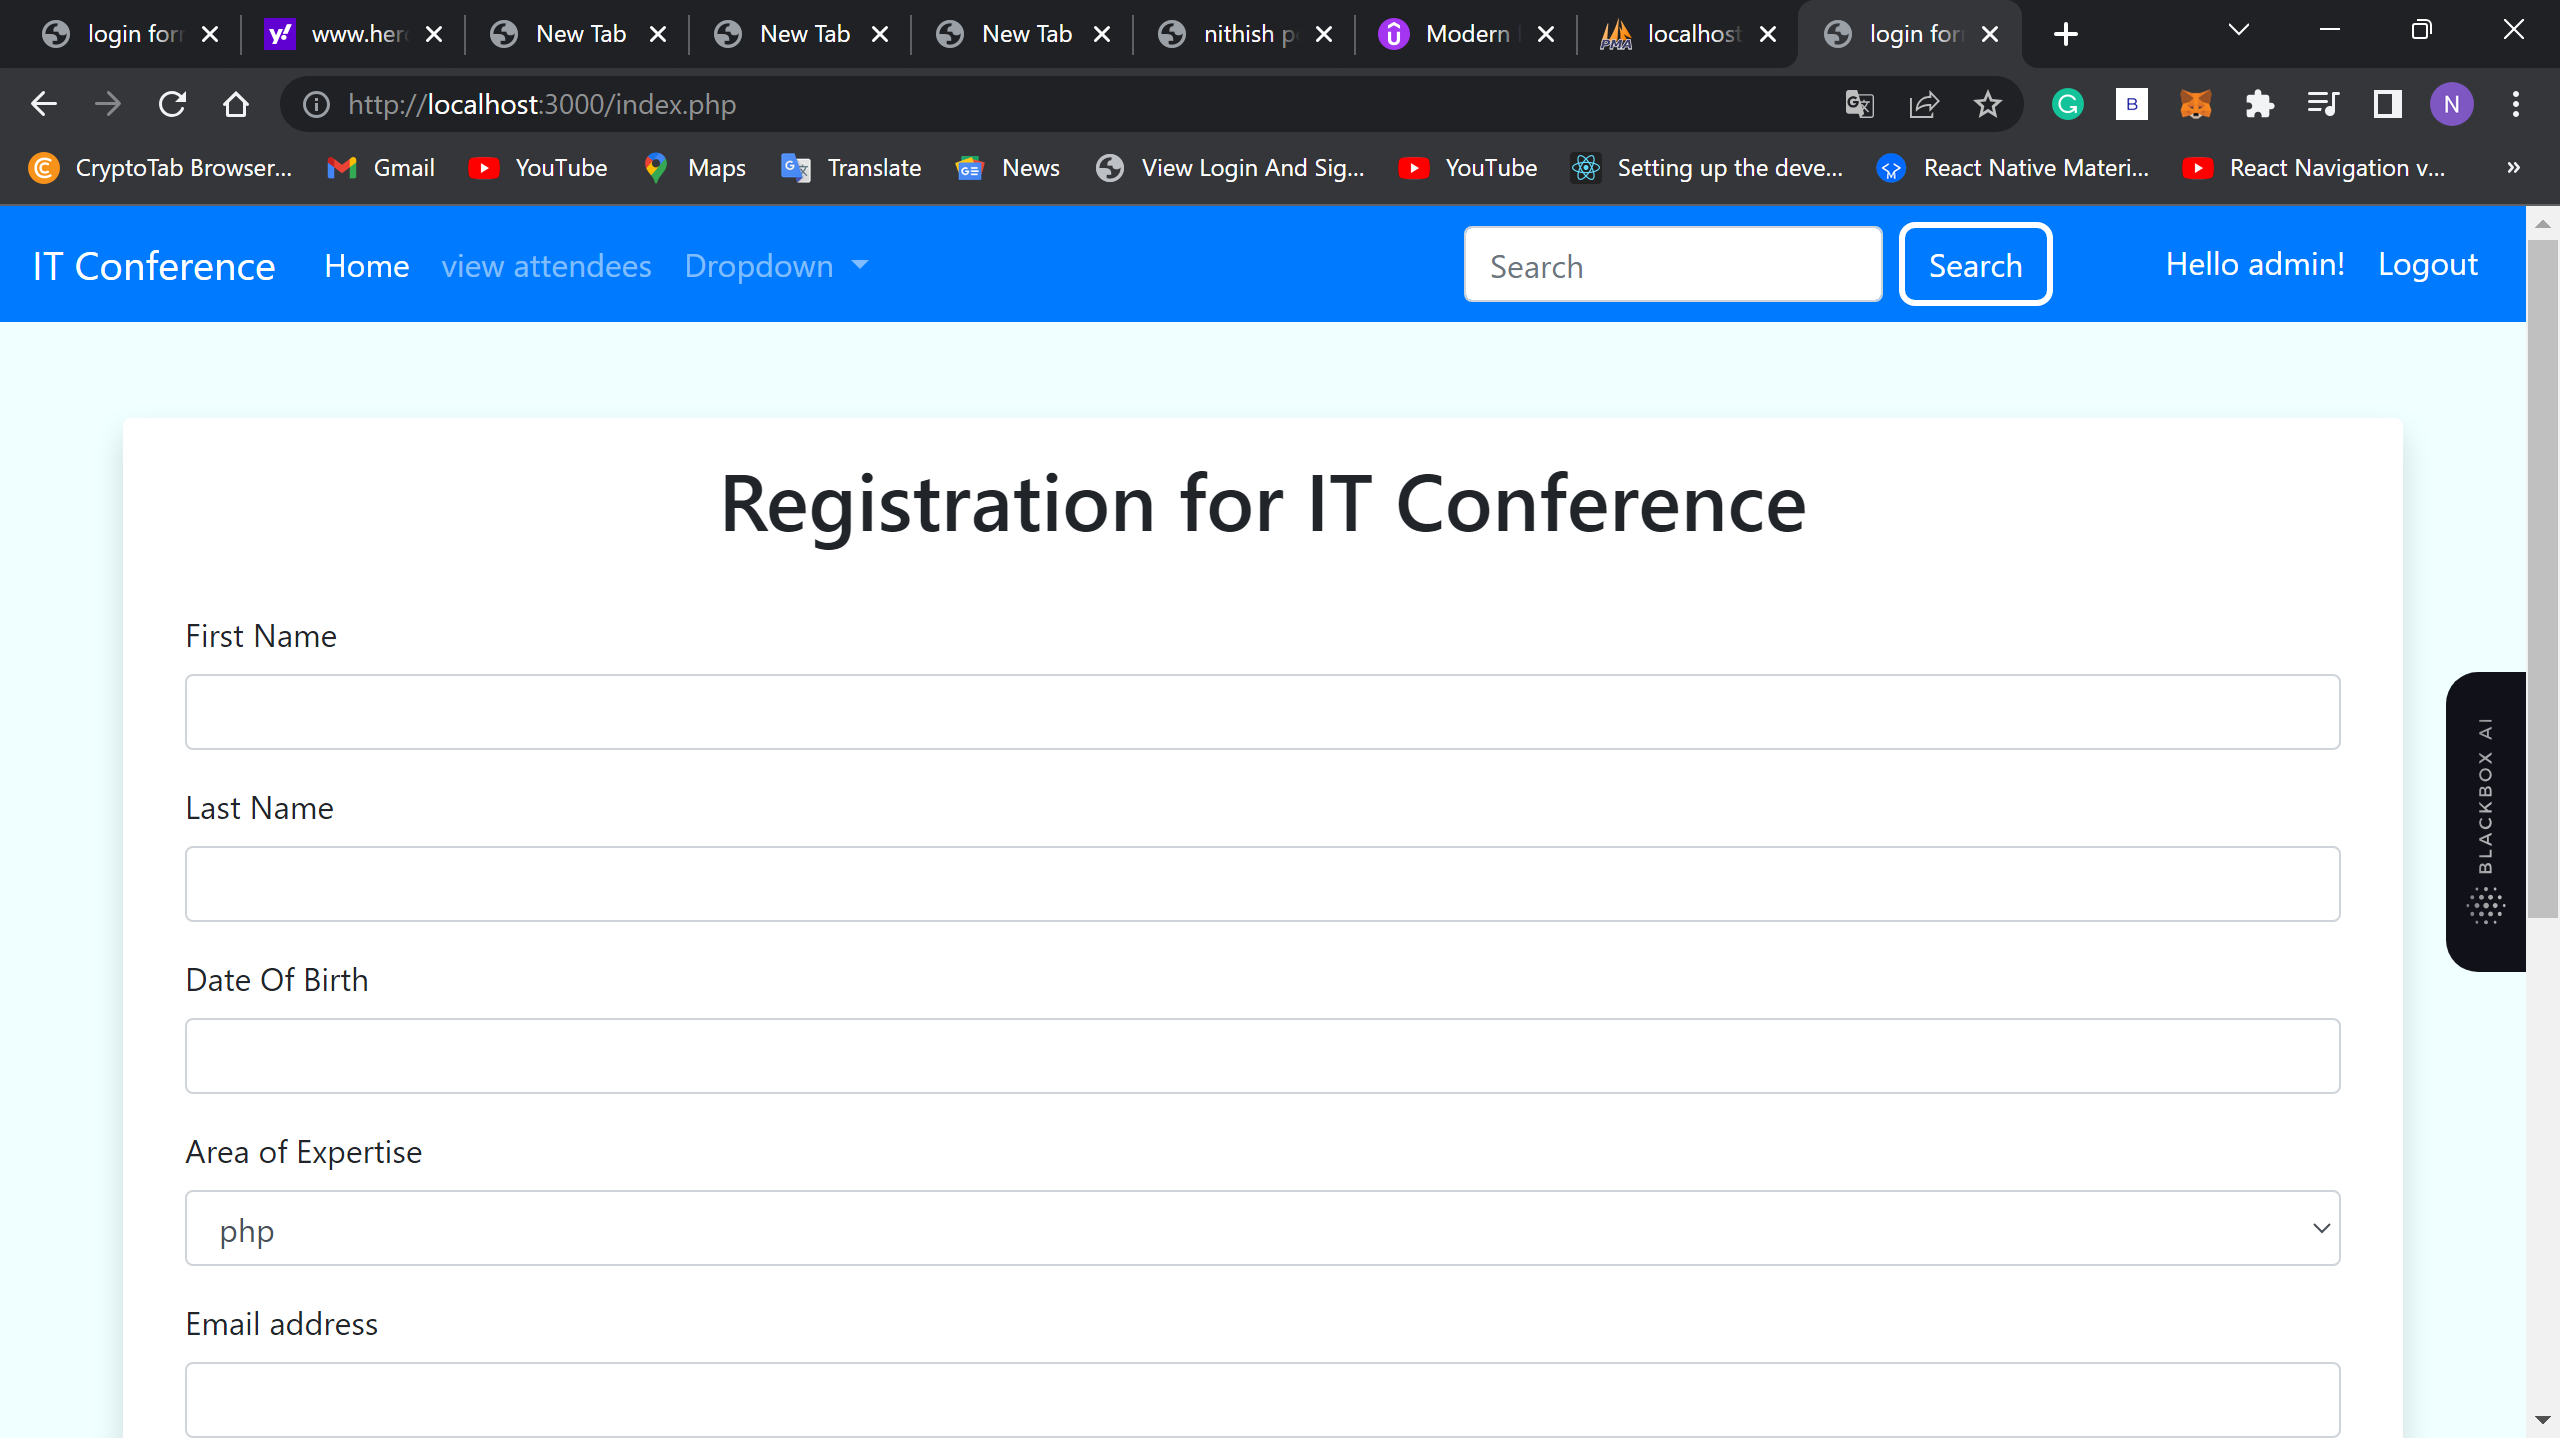 login for
www.her
New Tab
New Tab
New Tab
nithish p
Modern
localhost
login for
http://localhost:3000/index.php
G
B
N
CryptoTab Browser...
Gmail
YouTube
Maps
Translate
News
View Login And Sig...
YouTube
Setting up the deve...
React Native Materi...
React Navigation v...
»
IT Conference
Home
view attendees
Dropdown
Search
Search
Hello admin!
Logout
Registration for IT Conference
First Name
Last Name
Date Of Birth
Area of Expertise
php
Email address
BLACKBOX AI